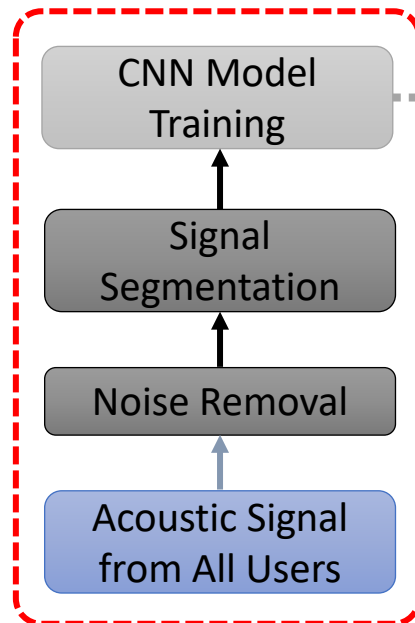 CNN Model
Training
Signal
Segmentation
Noise Removal
Acoustic Signal
from All Users